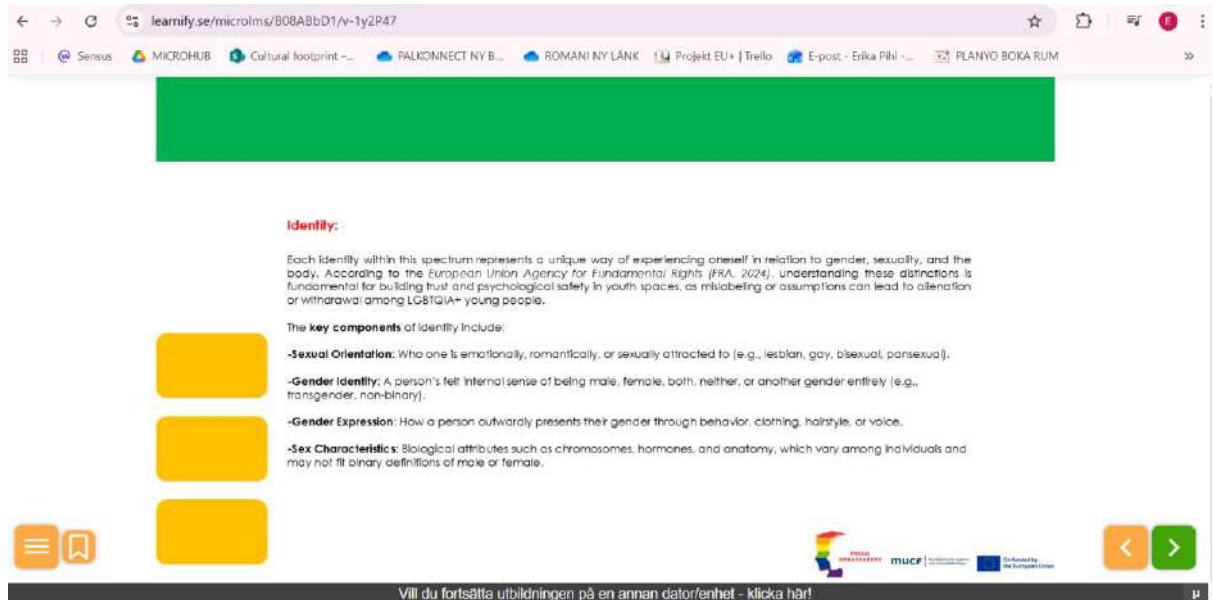 learnify.se/microlms/B08ABbD1/v-1y2P47
E
Sensus
MICROHUB
Cultural footprint –...
PALKONNECT NY B...
ROMANI NY LÄNK
Projekt EU+ | Trello
E-post - Erika Pihl -...
PLANYO BOKA RUM
Identity:
Each identity within this spectrum represents a unique way of experiencing oneself in relation to gender, sexuality, and the
body. According to the European Union Agency for Fundamental Rights (FRA, 2024), understanding these distinctions is
fundamental for building trust and psychological safety in youth spaces, as mislabeling or assumptions can lead to alienation
or withdrawal among LGBTQIA+ young people.
The key components of identity include:
-Sexual Orientation: Who one is emotionally, romantically, or sexually attracted to (e.g., lesbian, gay, bisexual, pansexual).
-Gender Identity: A person's felt internal sense of being male, female, both, neither, or another gender entirely (e.g.,
transgender, non-binary).
-Gender Expression: How a person outwardly presents their gender through behavior, clothing, hairstyle, or voice.
-Sex Characteristics: Biological attributes such as chromosomes, hormones, and anatomy, which vary among individuals and
may not fit binary definitions of male or female.
mucf
Co-funded by
the European Union
Vill du fortsätta utbildningen på en annan dator/enhet - klicka här!
µ